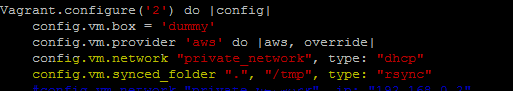 Vagrant.configure('2') do |config|
config.vm.box = 'dummy'
config.vm.provider 'aws' do |aws, override|
config.vm.network "private_network", type: "dhcp"
config.vm.synced_folder ".", "/tmp", type: "rsync"